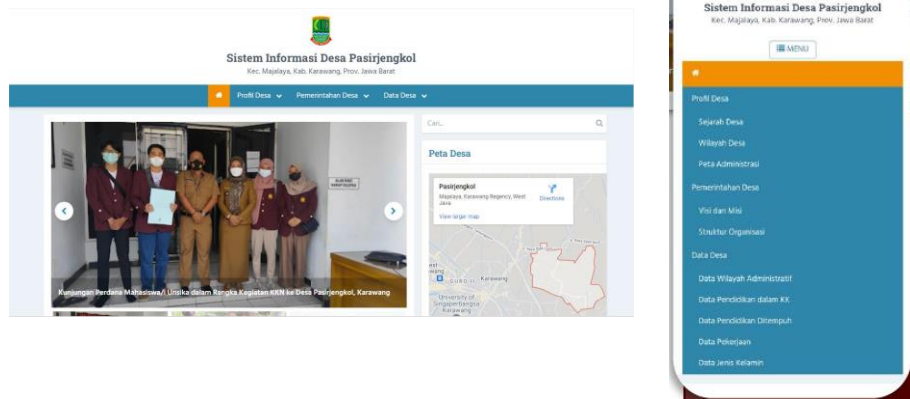 Sistem Informasi Desa Pasirjengkol
Kec. Majalaya, Kab. Karawang, Prov. Jawa Barat
Profil Desa
Pemerintahan Desa
Data Desa
Cari...
Peta Desa
Pasirjengkol
Majalaya, Karawang Regency, West
Java
Directions
View larger map
Karawang
University of
Singaperbangsa
Karawang
Kunjungan Perdana Mahasiswa/i Unsika dalam Rangka Kegiatan KKN ke Desa Pasirjengkol, Karawang
Sistem Informasi Desa Pasirjengkol
Kec. Majalaya, Kab. Karawang, Prov. Jawa Barat
MENU
Profil Desa
Sejarah Desa
Wilayah Desa
Peta Administrasi
Pemerintahan Desa
Visi dan Misi
Struktur Organisasi
Data Desa
Data Wilayah Administratif
Data Pendidikan dalam KK
Data Pendidikan Ditempuh
Data Pekerjaan
Data Jenis Kelamin